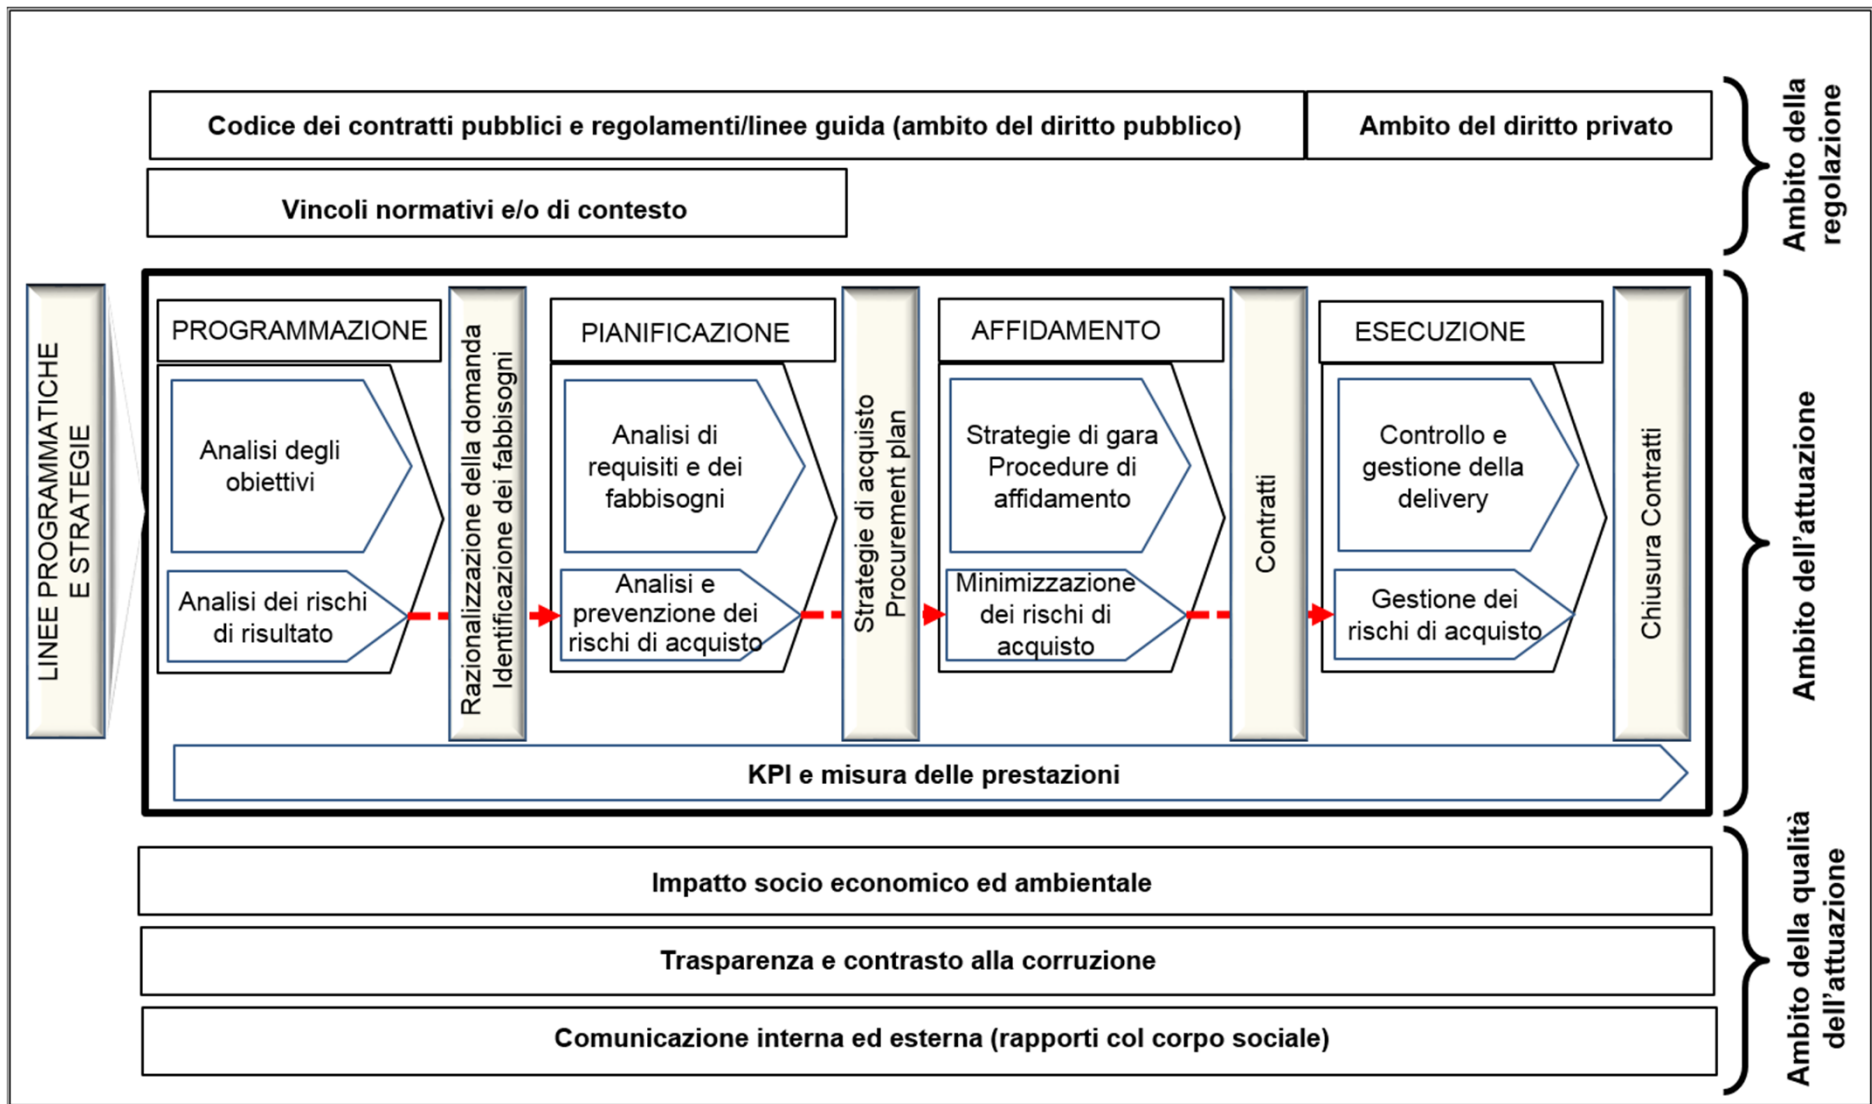 Codice dei contratti pubblici e regolamenti/linee guida (ambito del diritto pubblico)
Ambito del diritto privato
Vincoli normativi e/o di contesto
Ambito della
regolazione
LINEE PROGRAMMATICHE
E STRATEGIE
PROGRAMMAZIONE
Analisi degli
obiettivi
Analisi dei rischi
di risultato
Razionalizzazione della domanda
Identificazione dei fabbisogni
PIANIFICAZIONE
Analisi di
requisiti e dei
fabbisogni
Analisi e
prevenzione dei
rischi di acquisto
Strategie di acquisto
Procurement plan
AFFIDAMENTO
Strategie di gara
Procedure di
affidamento
Minimizzazione
dei rischi di
acquisto
Contratti
ESECUZIONE
Controllo e
gestione della
delivery
Gestione dei
rischi di acquisto
Chiusura Contratti
KPI e misura delle prestazioni
Ambito dell'attuazione
Impatto socio economico ed ambientale
Trasparenza e contrasto alla corruzione
Comunicazione interna ed esterna (rapporti col corpo sociale)
Ambito della qualità
dell'attuazione